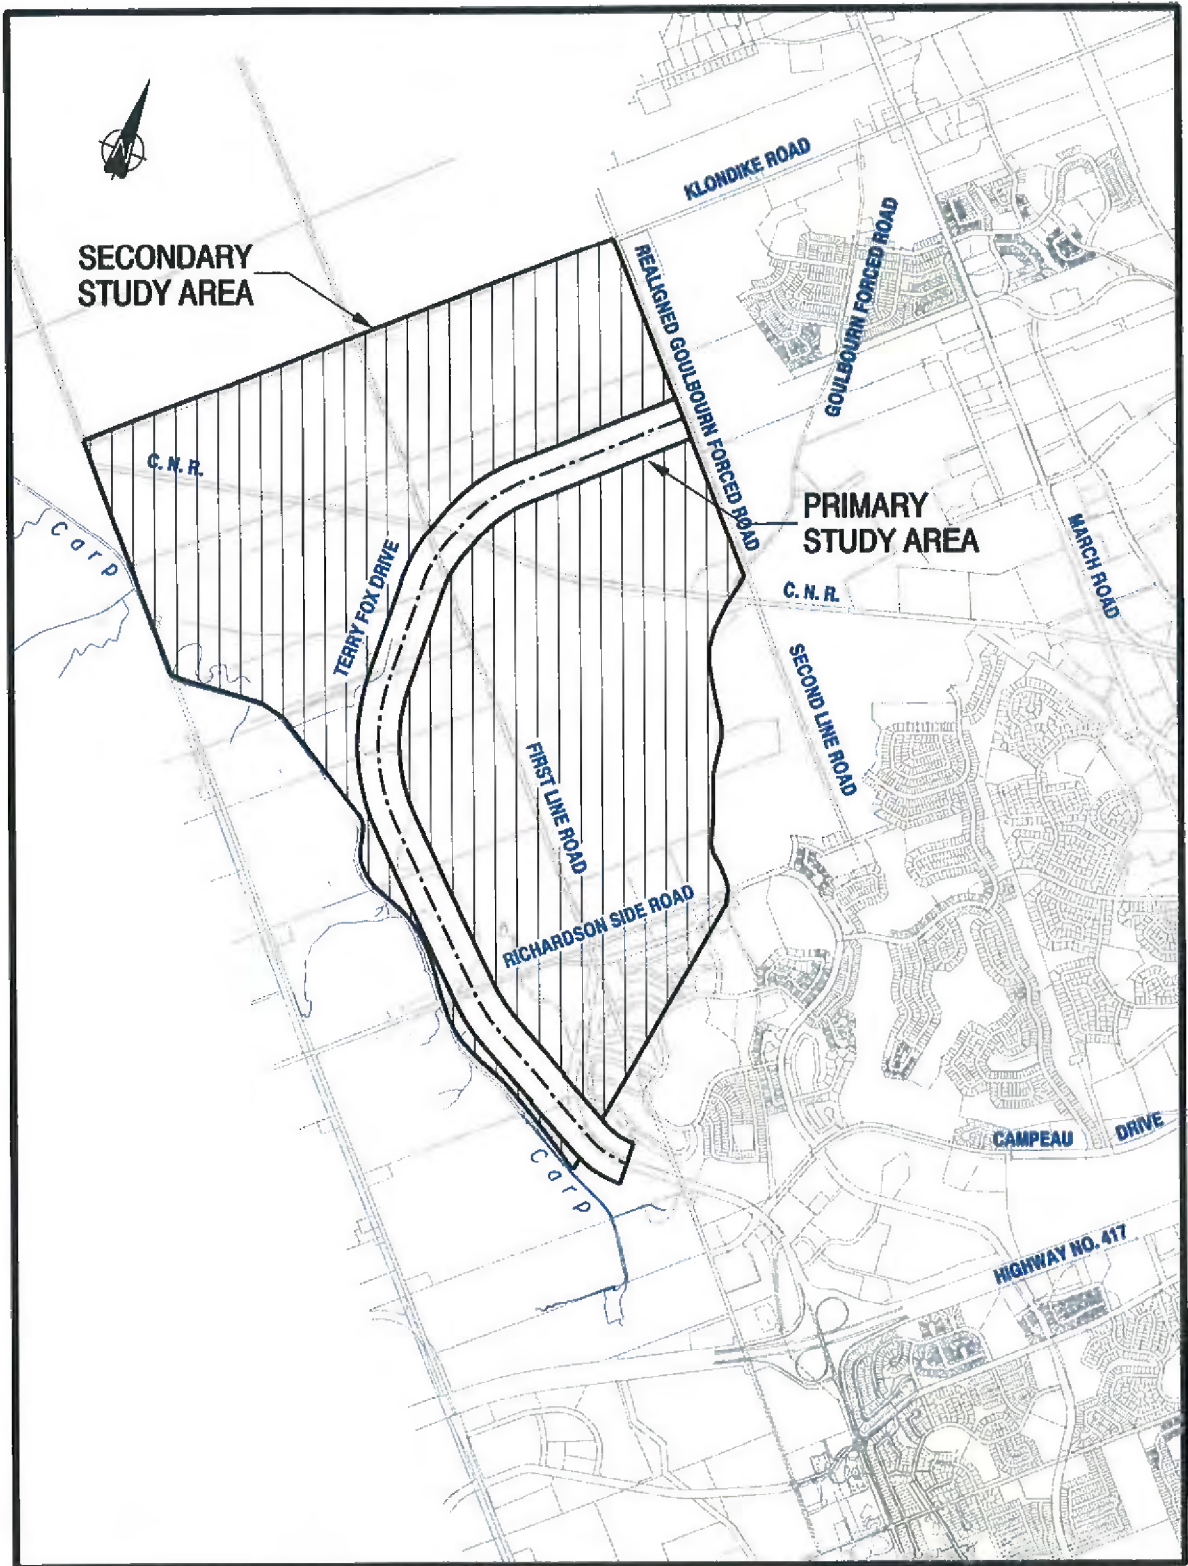 N
KLONDIKE ROAD
SECONDARY
STUDY AREA
REALIGNED GOULBOURN FORCED ROAD
GOULBOURN FORCED ROAD
C. N. R.
PRIMARY
STUDY AREA
Carp
MARCH ROAD
TERRY FOX DRIVE
C. N. R.
SECOND LINE ROAD
FIRST LINE ROAD
RICHARDSON SIDE ROAD
CAMPEAU DRIVE
Carp
HIGHWAY NO. 417